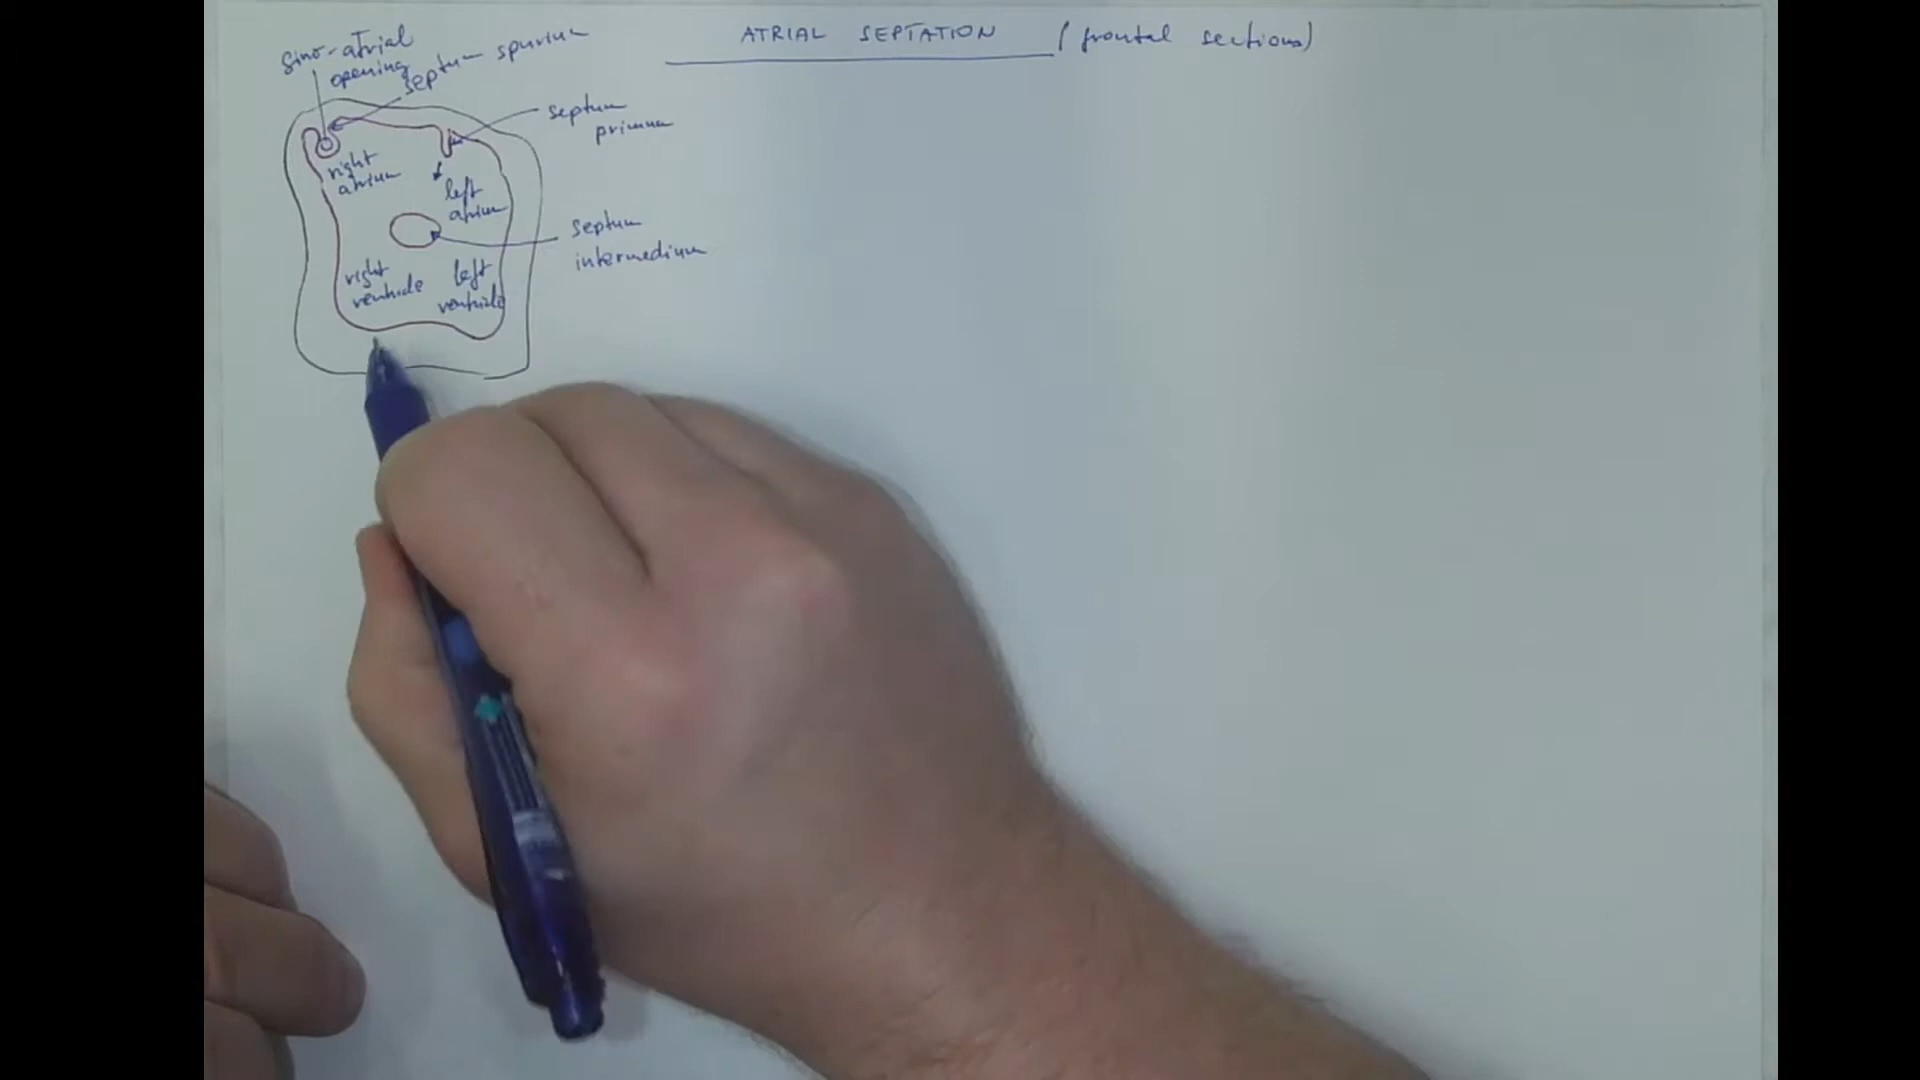 ATRIAL SEPTATION (frontal sections)
sino-atrial
opening
septum spurium
septum
primum
right
atrium
left
atrium
septum
intermedium
right
ventricle
left
ventricle